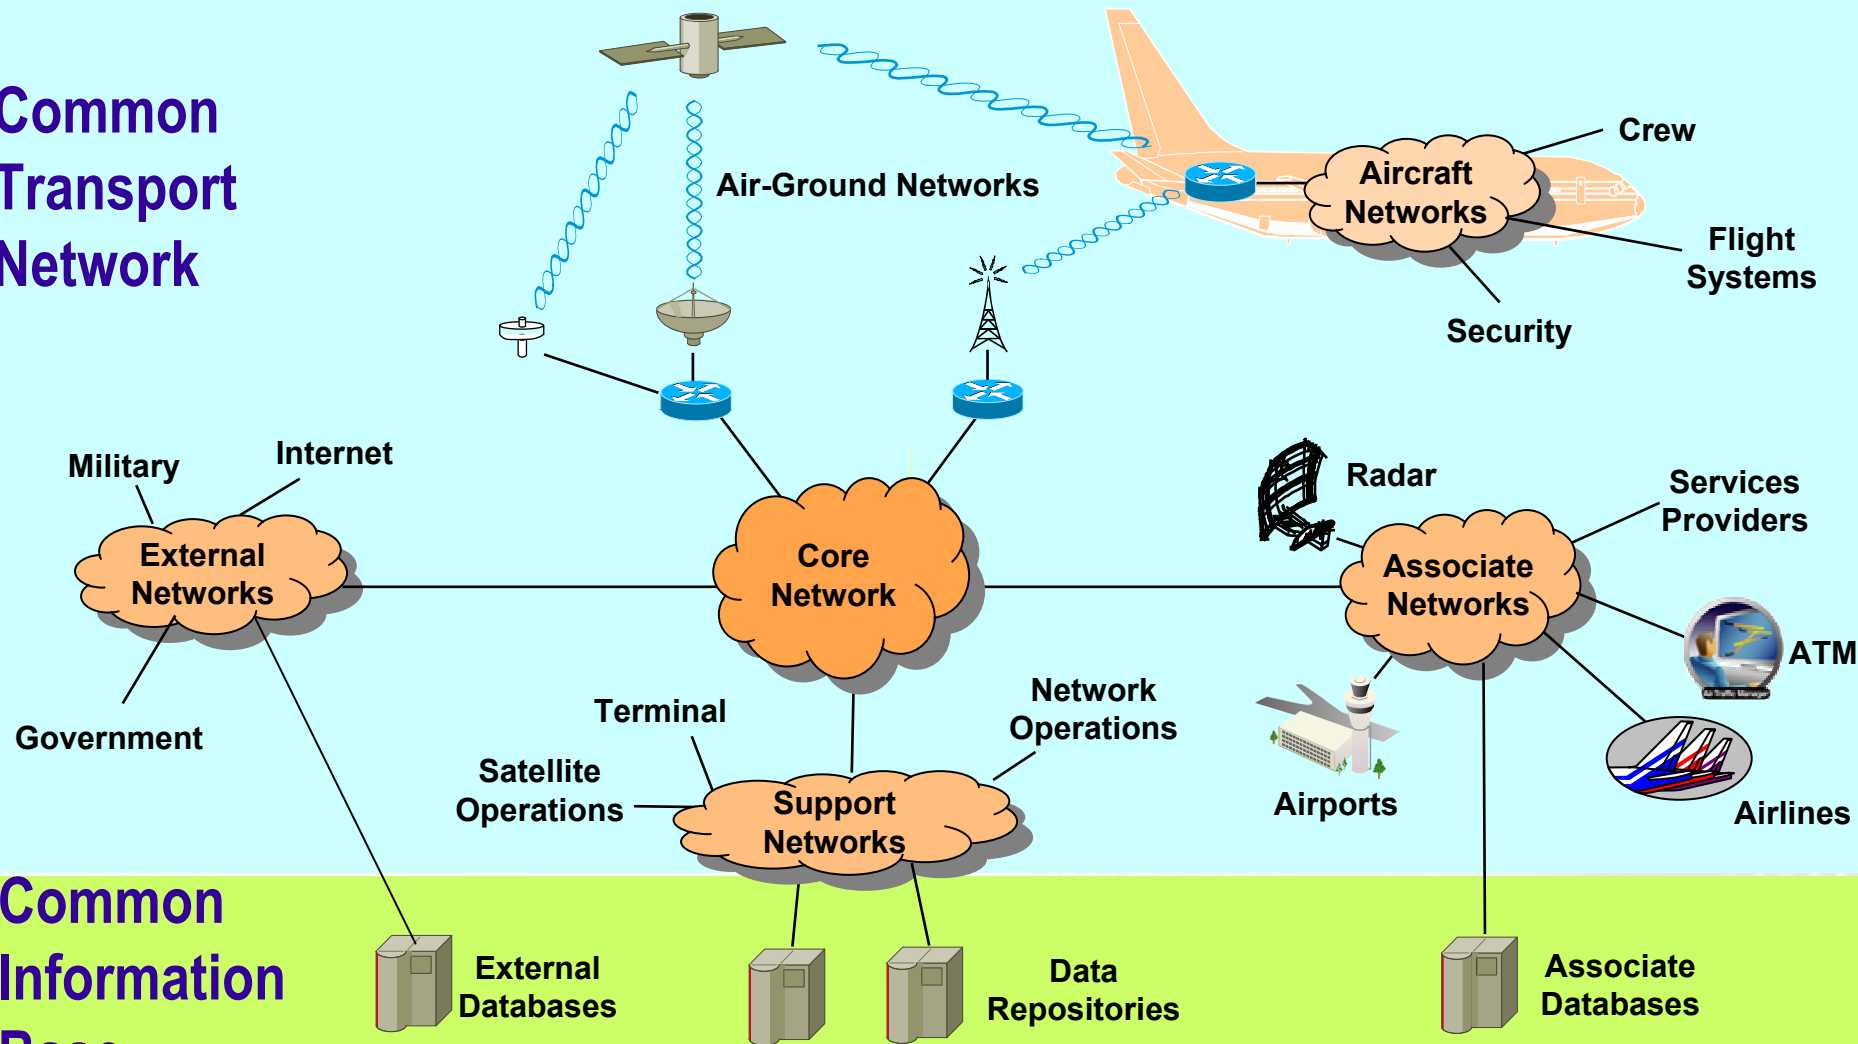 Common
Transport
Network
Air-Ground Networks
Aircraft
Networks
Crew
Flight
Systems
Security
Military
Internet
External
Networks
Government
Core
Network
Radar
Services
Providers
Associate
Networks
ATM
Airports
Airlines
Terminal
Network
Operations
Satellite
Operations
Support
Networks
Common
Information
Base
External
Databases
Data
Repositories
Associate
Databases